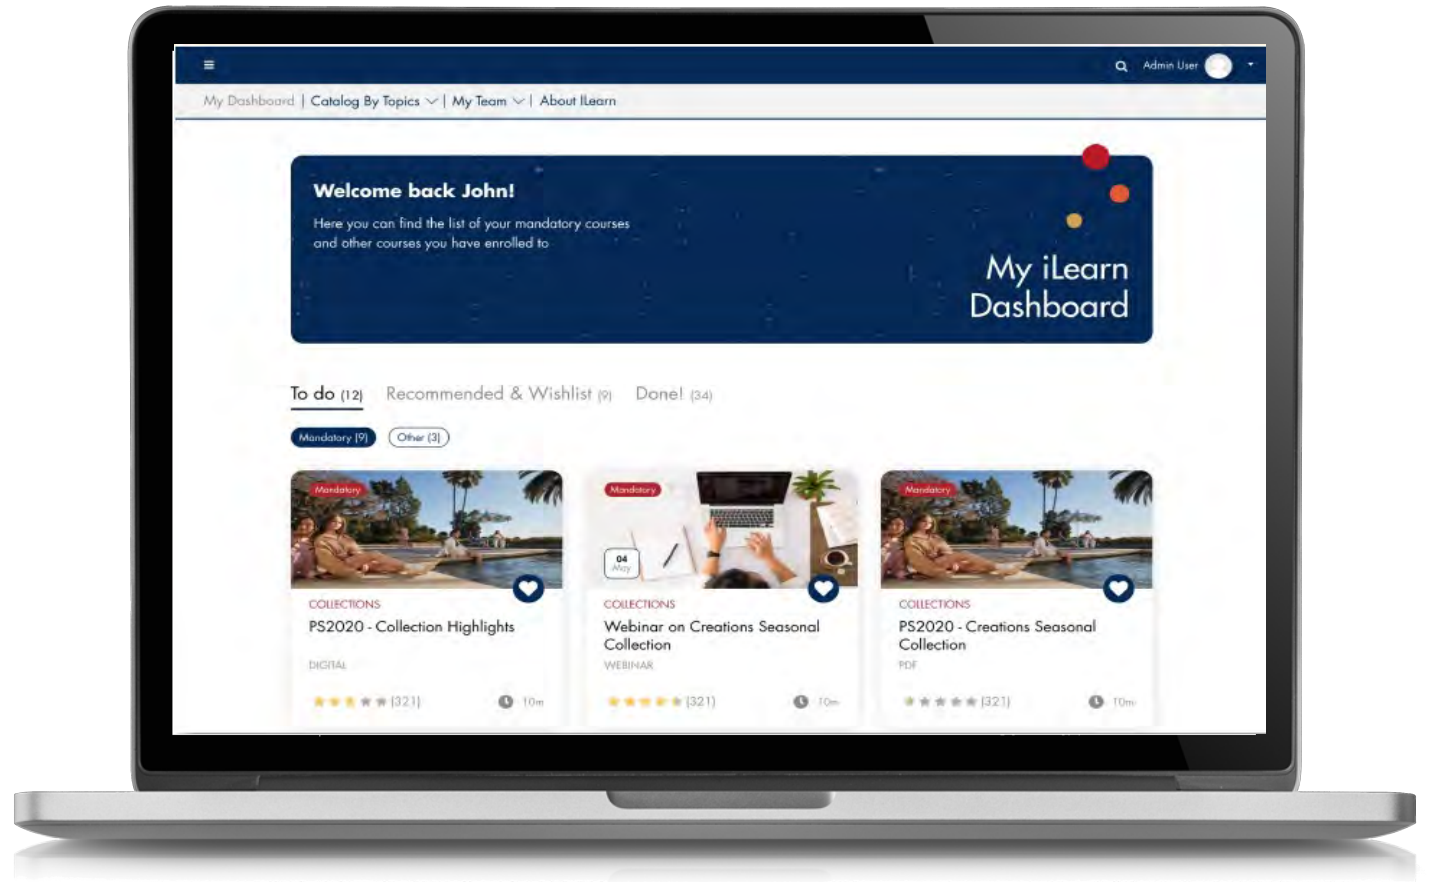 Admin User
My Dashboard | Catalog By Topics | My Team | About ILearn
Welcome back John!
Here you can find the list of your mandatory courses
and other courses you have enrolled to
My iLearn
Dashboard
To do (12) Recommended & Wishlist (9) Done! (34)
Mandatory (9) Other (3)
Mandatory
COLLECTIONS
PS2020 - Collection Highlights
DIGITAL
(321) 10m
Mandatory
04
May
COLLECTIONS
Webinar on Creations Seasonal
Collection
WEBINAR
(321) 10m
Mandatory
COLLECTIONS
PS2020 - Creations Seasonal
Collection
PDF
(321) 10m